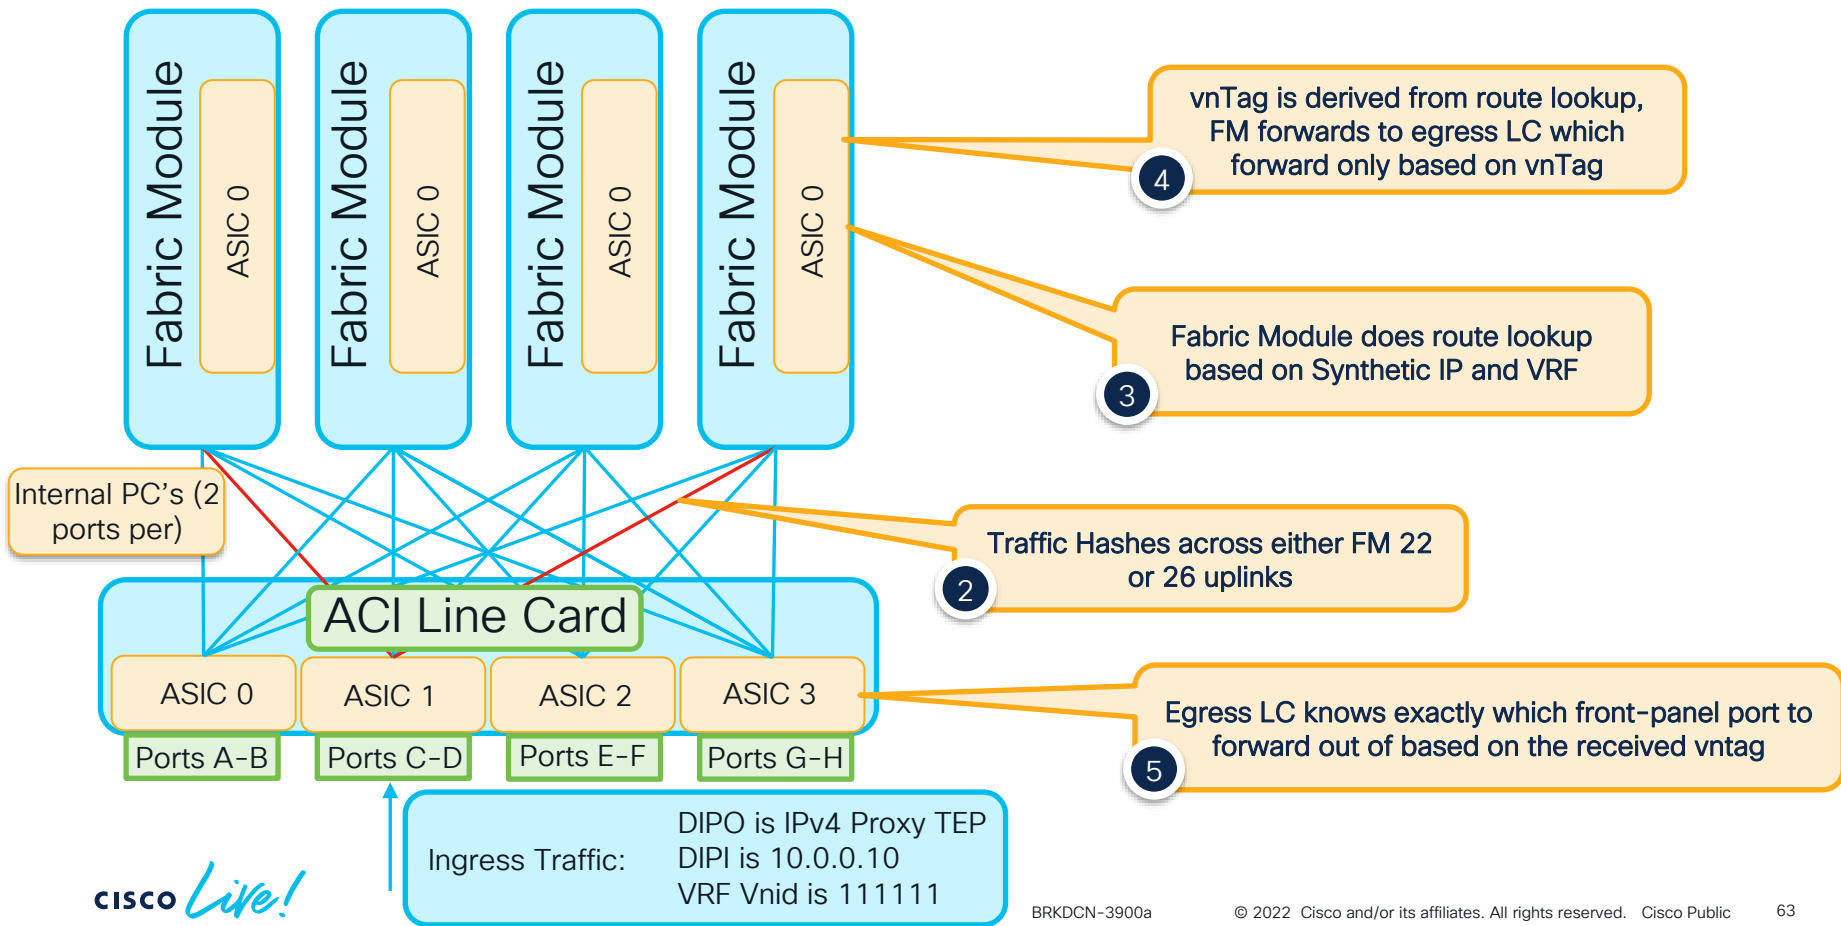 Fabric Module
ASIC 0
Fabric Module
ASIC 0
Fabric Module
ASIC 0
Fabric Module
ASIC 0
vnTag is derived from route lookup,
FM forwards to egress LC which
forward only based on vnTag
4
Fabric Module does route lookup
based on Synthetic IP and VRF
3
Internal PC's (2
ports per)
Traffic Hashes across either FM 22
or 26 uplinks
2
ACI Line Card
ASIC 0
ASIC 1
ASIC 2
ASIC 3
Egress LC knows exactly which front-panel port to
forward out of based on the received vntag
5
Ports A-B
Ports C-D
Ports E-F
Ports G-H
Ingress Traffic:
DIPO is IPv4 Proxy TEP
DIPI is 10.0.0.10
VRF Vnid is 111111
CISCO Live!
BRKDCN-3900a
© 2022 Cisco and/or its affiliates. All rights reserved. Cisco Public
63